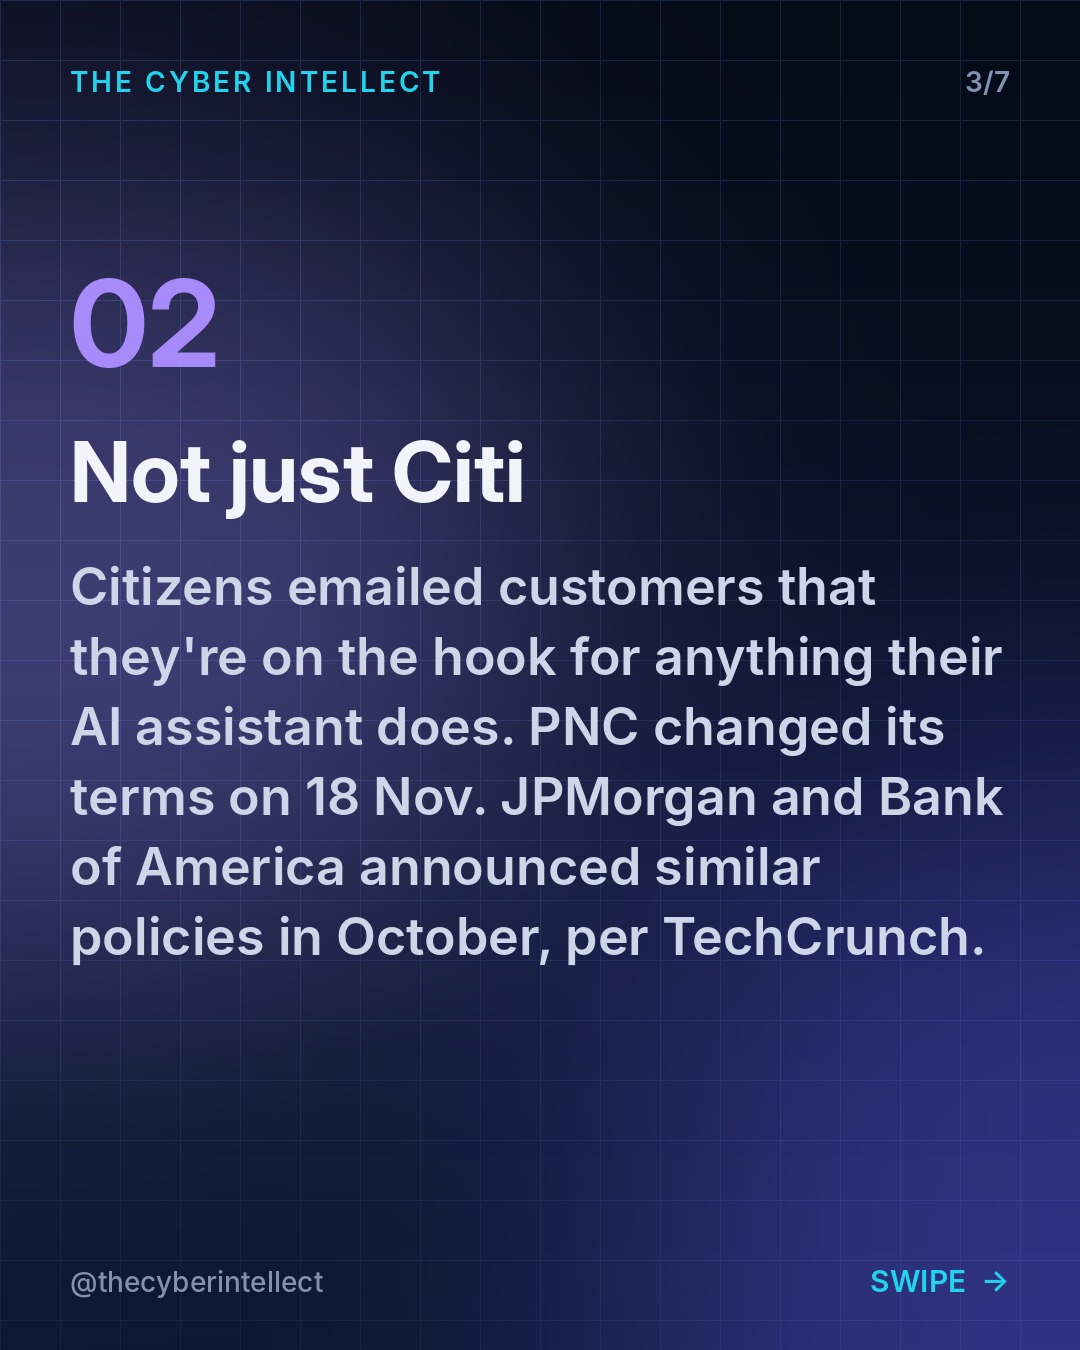 THE CYBER INTELLECT
3/7
02
Not just Citi
Citizens emailed customers that
they're on the hook for anything their
AI assistant does. PNC changed its
terms on 18 Nov. JPMorgan and Bank
of America announced similar
policies in October, per TechCrunch.
@thecyberintellect
SWIPE →